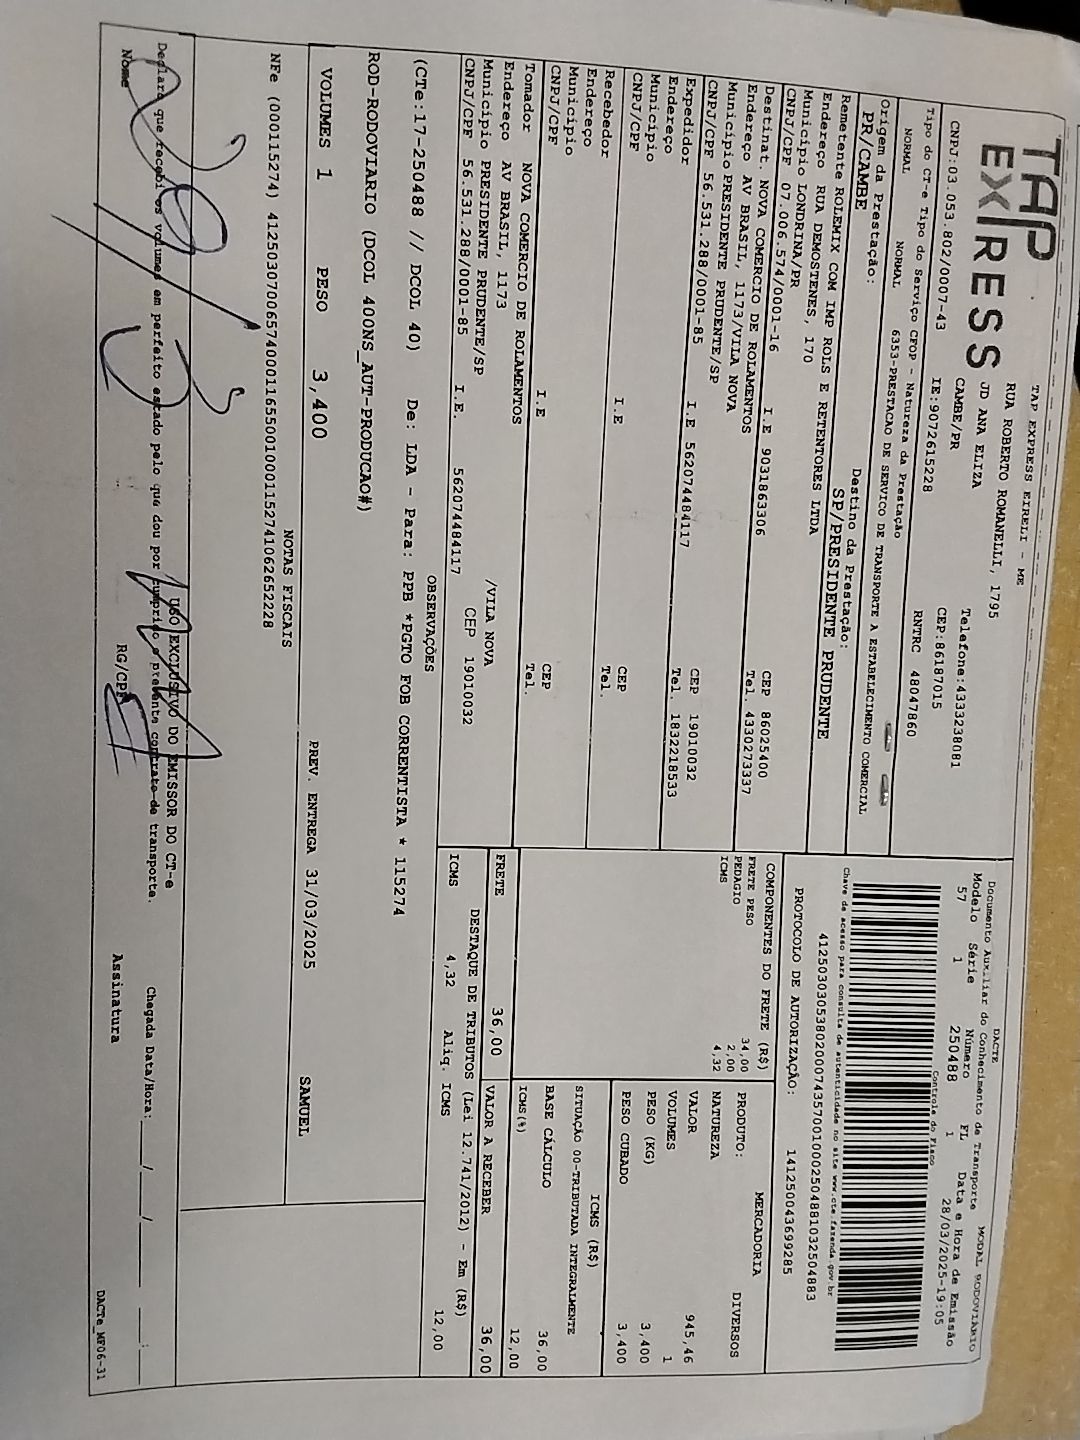 TAP EXPRESS
TAP EXPRESS EIRELI - ME
RUA ROBERTO ROMANELLI, 1795
JD ANA ELIZA Telefone:4333238081
CAMBE/PR CEP:86187015
CNPJ:03.053.802/0007-43 IE:9072615228 RNTRC 48047860
Tipo do CT-e Tipo do Serviço CFOP - Natureza da Prestação
NORMAL NORMAL 6353-PRESTACAO DE SERVICO DE TRANSPORTE A ESTABELECIMENTO COMERCIAL
Origem da Prestação: Destino da Prestação:
PR/CAMBE SP/PRESIDENTE PRUDENTE
Remetente ROLEMIX COM IMP ROLS E RETENTORES LTDA
Endereço RUA DEMOSTENES, 170
Município LONDRINA/PR CEP 86025400
CNPJ/CPF 07.006.574/0001-16 I.E 9031863306 Tel. 4330273337
Destinat. NOVA COMERCIO DE ROLAMENTOS
Endereço AV BRASIL, 1173/VILA NOVA
Município PRESIDENTE PRUDENTE/SP CEP 19010032
CNPJ/CPF 56.531.288/0001-85 I.E 562074484117 Tel. 1832218533
Expedidor
Endereço
Município CEP
CNPJ/CPF I.E Tel.
Recebedor
Endereço
Município CEP
CNPJ/CPF I.E Tel.
Tomador NOVA COMERCIO DE ROLAMENTOS
Endereço AV BRASIL, 1173 /VILA NOVA
Município PRESIDENTE PRUDENTE/SP CEP 19010032
CNPJ/CPF 56.531.288/0001-85 I.E. 562074484117
DACTE MODAL RODOVIÁRIO
Documento Auxiliar do Conhecimento de Transporte
Modelo Série Número FL Data e Hora de Emissão
57 1 250488 1 28/03/2025-19:05
Controle do Fisco
Chave de acesso para consulta de autenticidade no site www.cte.fazenda.gov.br
41250303053802000743570010002504881032504883
PROTOCOLO DE AUTORIZAÇÃO: 141250043699285
COMPONENTES DO FRETE (R$)
FRETE PESO 34,00
PEDAGIO 2,00
ICMS 4,32
MERCADORIA
PRODUTO: DIVERSOS
NATUREZA
VALOR 945,46
VOLUMES 1
PESO (KG) 3,400
PESO CUBADO 3,400
ICMS (R$)
SITUAÇÃO 00-TRIBUTADA INTEGRALMENTE
BASE CÁLCULO 36,00
ICMS(%) 12,00
FRETE 36,00 VALOR A RECEBER 36,00
DESTAQUE DE TRIBUTOS (Lei 12.741/2012) - Em (R$)
ICMS 4,32 Aliq. ICMS 12,00
OBSERVAÇÕES
(CTe:17-250488 // DCOL 40) De: LDA - Para: PPB *PGTO FOB CORRENTISTA * 115274
ROD-RODOVIARIO (DCOL 400NS_AUT-PRODUCAO#)
VOLUMES 1 PESO 3,400 PREV. ENTREGA 31/03/2025 SAMUEL
NOTAS FISCAIS
NFe (000115274) 41250307006574000116550010001152741062652228
USO EXCLUSIVO DO EMISSOR DO CT-e
Declaro que recebi os volumes em perfeito estado pelo que dou por cumprido o presente contrato de transporte. Chegada Data/Hora: ____/____/____ ____:____
Nome RG/CPF Assinatura
DACTe_MF06-31